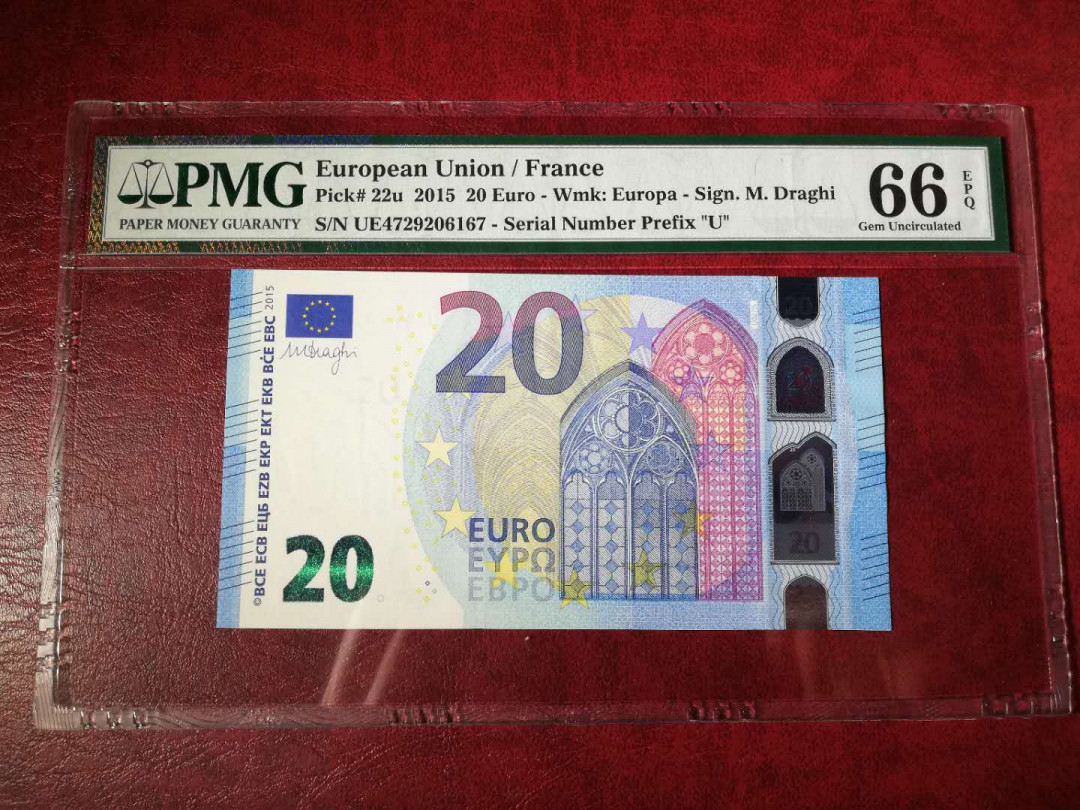 PMG
PAPER MONEY GUARANTY
European Union / France
Pick# 22u 2015 20 Euro - Wmk: Europa - Sign. M. Draghi
S/N UE4729206167 - Serial Number Prefix "U"
66
EPQ
Gem Uncirculated
©BCE ECB ЕЦБ EZB EKP EKT EKB BĊE EBC 2015
M Draghi
20
20
EURO
ΕΥΡΩ
ЕВРО
20
20